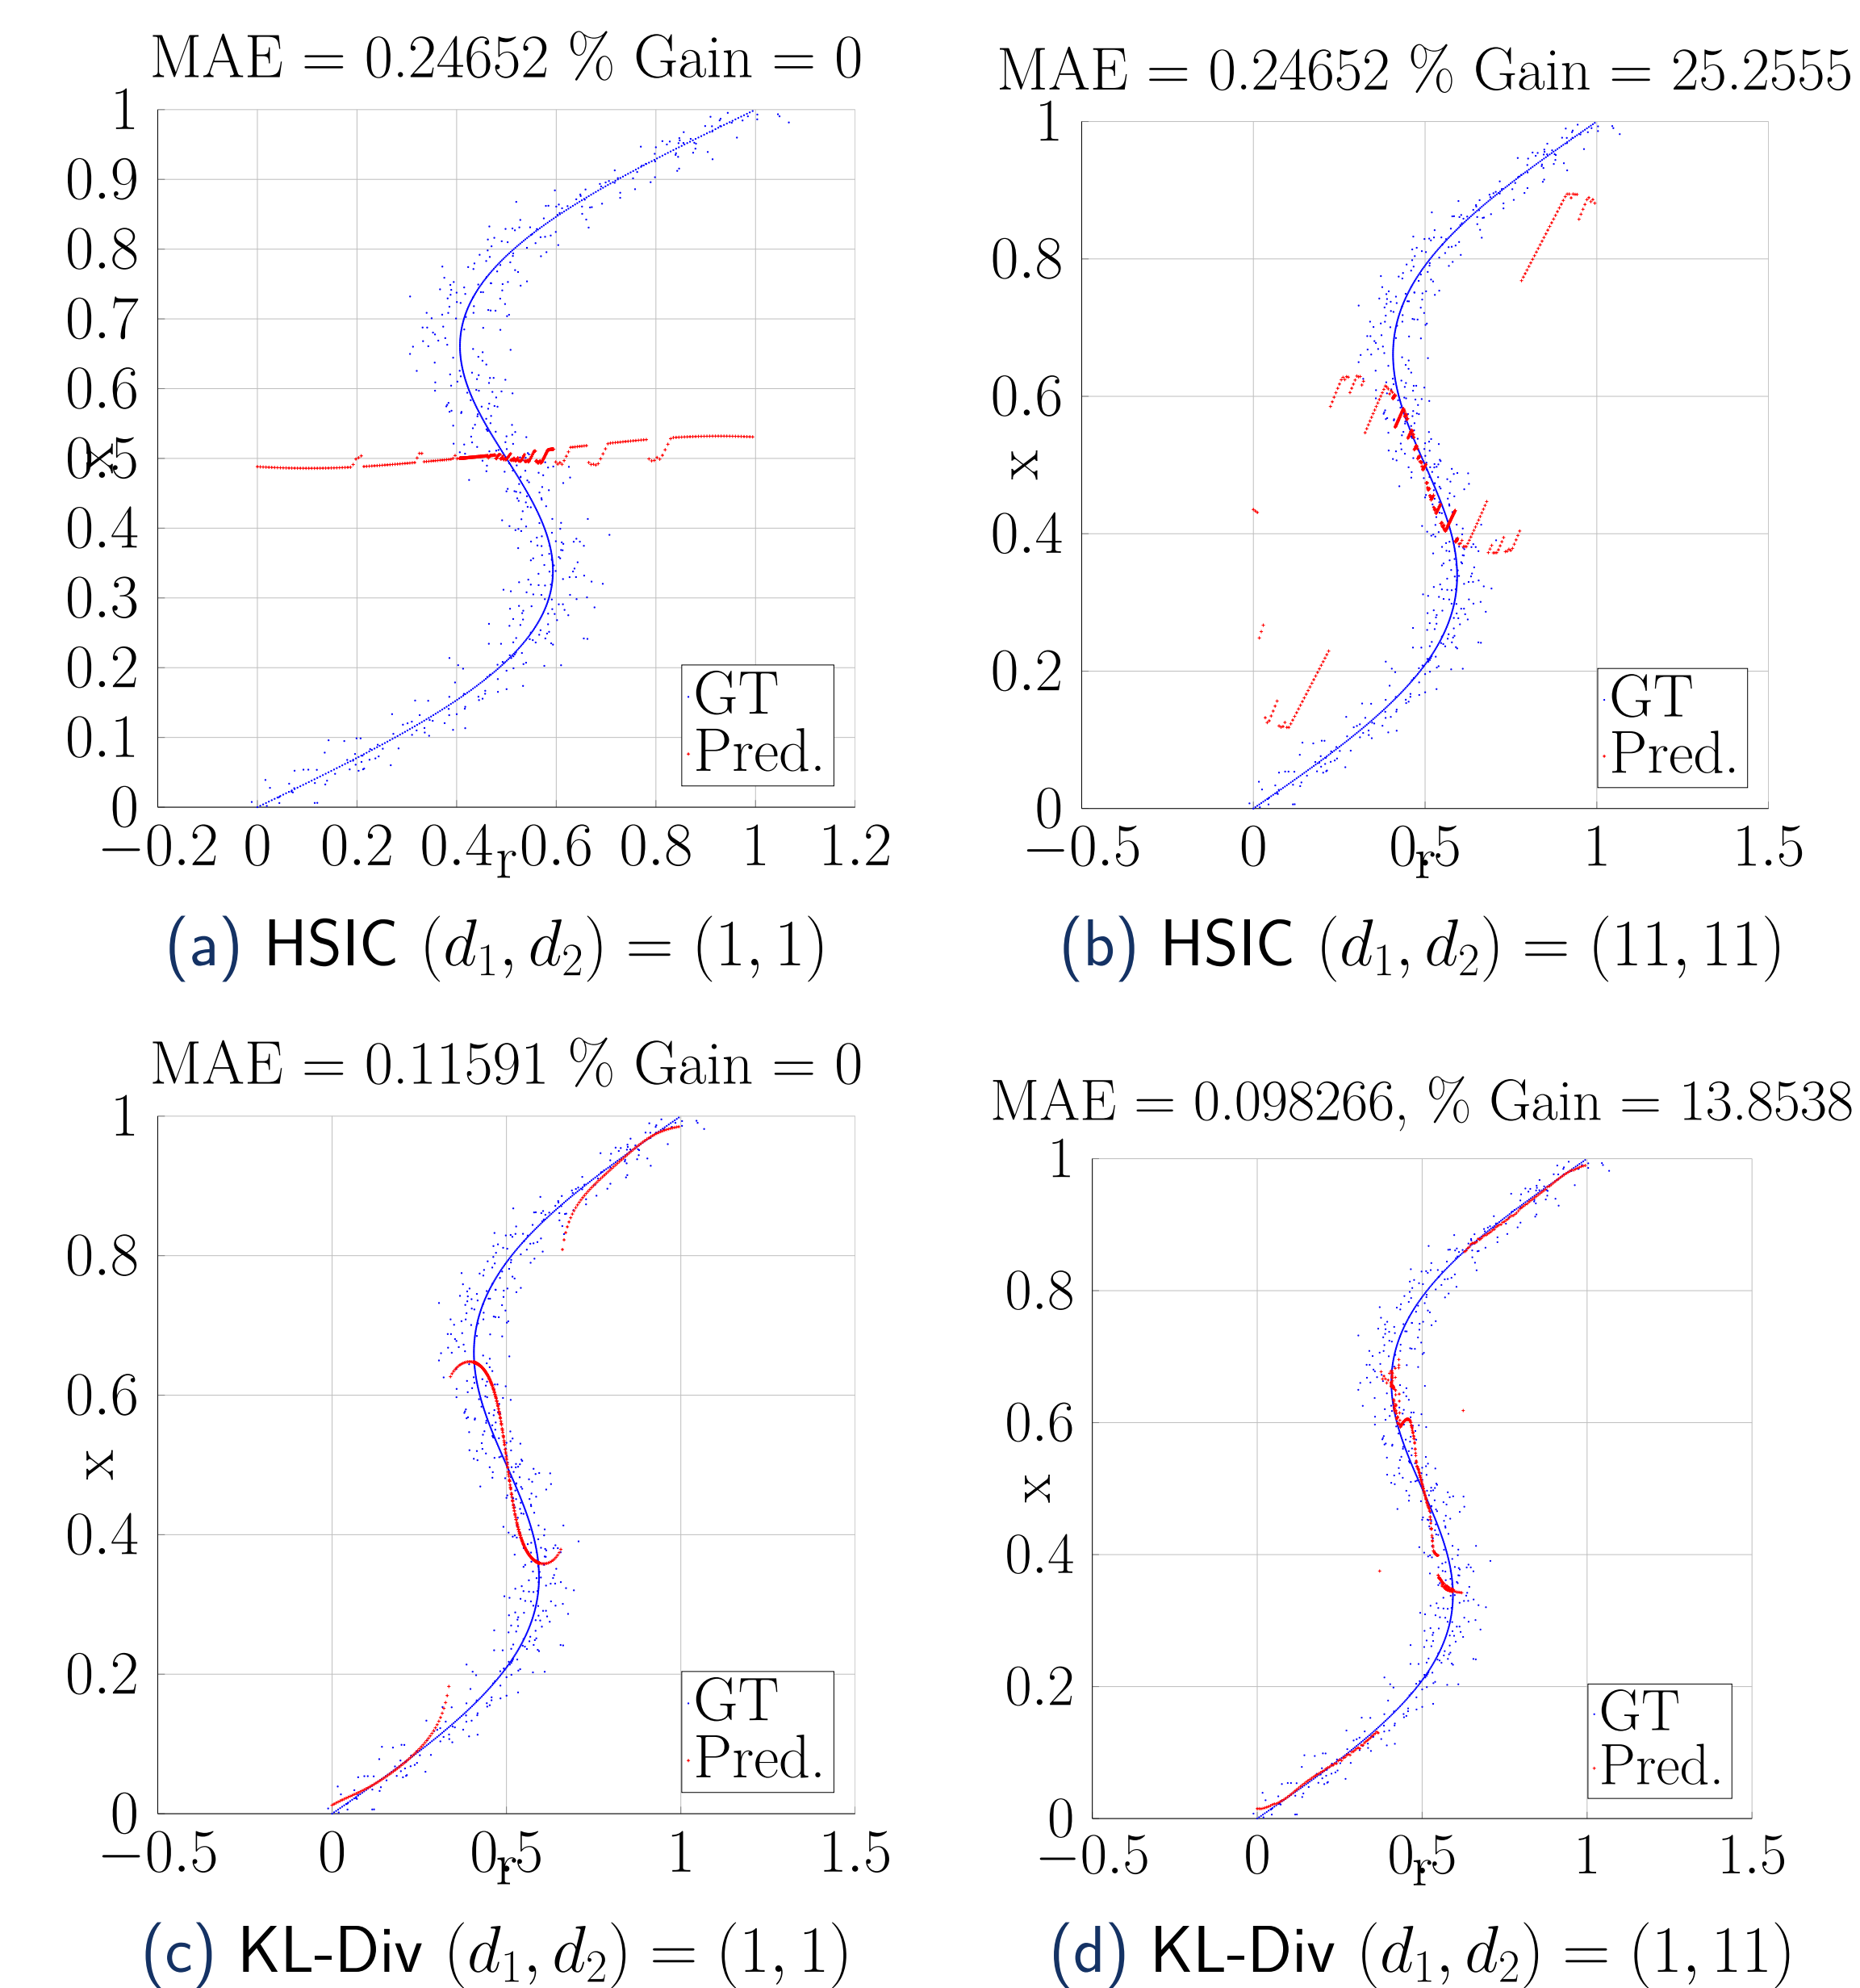 MAE = 0.24652 % Gain = 0
1
0.9
0.8
0.7
0.6
0.5
x
0.4
0.3
0.2
0.1
0
−0.2 0 0.2 0.4 0.6 0.8 1 1.2
r
GT
Pred.
(a) HSIC (d1, d2) = (1, 1)
MAE = 0.24652 % Gain = 25.2555
1
0.8
0.6
x
0.4
0.2
0
−0.5 0 0.5 1 1.5
r
GT
Pred.
(b) HSIC (d1, d2) = (11, 11)
MAE = 0.11591 % Gain = 0
1
0.8
0.6
x
0.4
0.2
0
−0.5 0 0.5 1 1.5
r
GT
Pred.
(c) KL-Div (d1, d2) = (1, 1)
MAE = 0.098266, % Gain = 13.8538
1
0.8
0.6
x
0.4
0.2
0
−0.5 0 0.5 1 1.5
r
GT
Pred.
(d) KL-Div (d1, d2) = (1, 11)